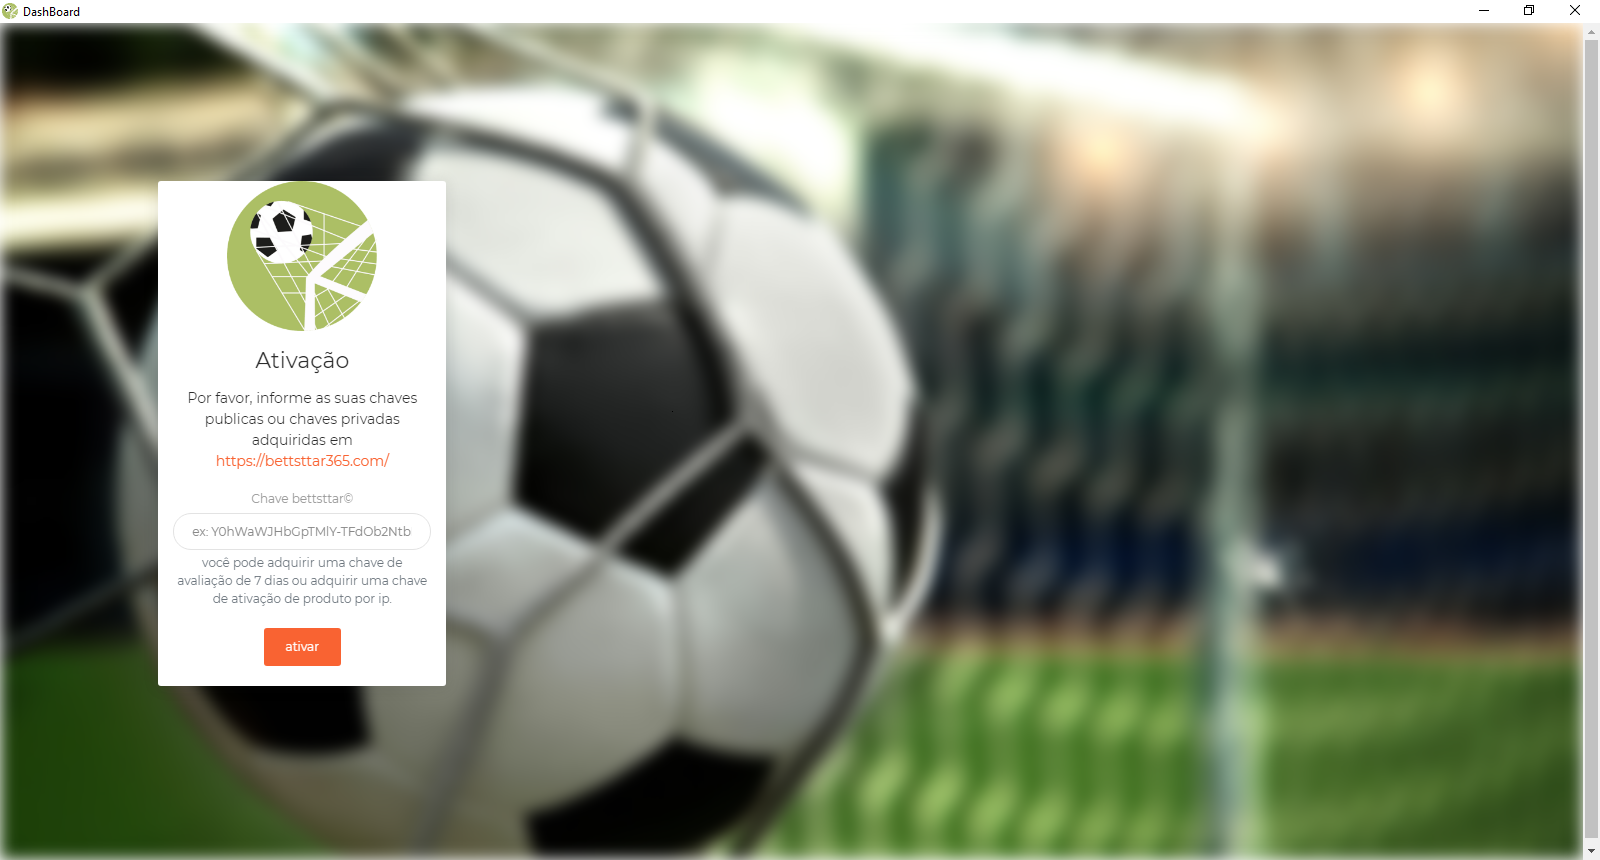 DashBoard
Ativação
Por favor, informe as suas chaves
publicas ou chaves privadas
adquiridas em
https://bettsttar365.com/
Chave bettsttar©
ex: Y0hWaWJHbGpTMlY-TFdOb2Ntb
você pode adquirir uma chave de
avaliação de 7 dias ou adquirir uma chave
de ativação de produto por ip.
ativar